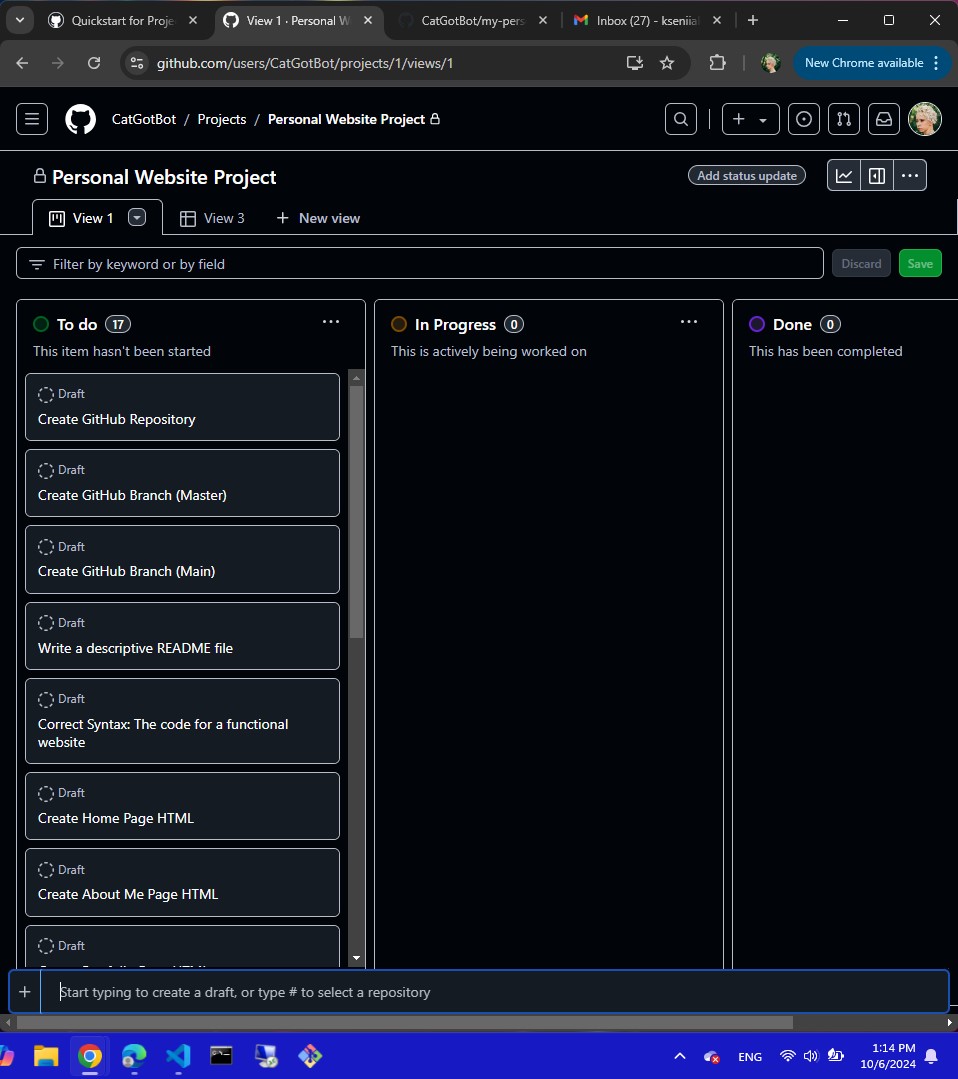 Quickstart for Proje
View 1 · Personal W
CatGotBot/my-pers
Inbox (27) - kseniia
github.com/users/CatGotBot/projects/1/views/1
New Chrome available
CatGotBot / Projects / Personal Website Project
Personal Website Project
Add status update
View 1
View 3
New view
Filter by keyword or by field
Discard
Save
To do 17
This item hasn't been started
Draft
Create GitHub Repository
Draft
Create GitHub Branch (Master)
Draft
Create GitHub Branch (Main)
Draft
Write a descriptive README file
Draft
Correct Syntax: The code for a functional
website
Draft
Create Home Page HTML
Draft
Create About Me Page HTML
Draft
In Progress 0
This is actively being worked on
Done 0
This has been completed
Start typing to create a draft, or type # to select a repository
ENG
1:14 PM
10/6/2024